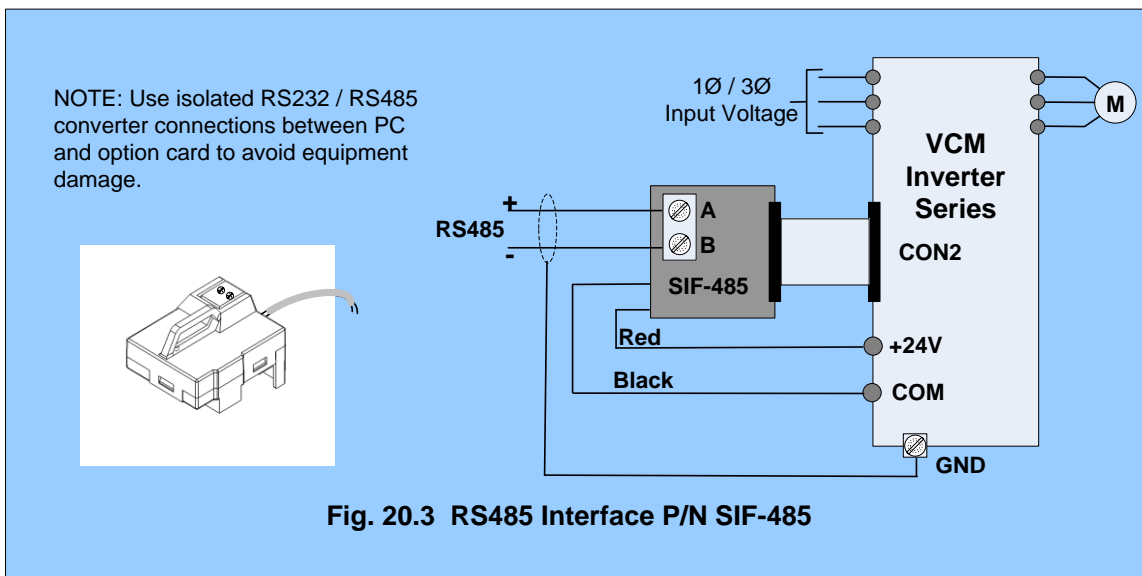 NOTE: Use isolated RS232 / RS485
converter connections between PC
and option card to avoid equipment
damage.
1Ø / 3Ø
Input Voltage
M
VCM
Inverter
Series
+
RS485
-
A
B
SIF-485
CON2
Red
+24V
Black
COM
GND
Fig. 20.3 RS485 Interface P/N SIF-485